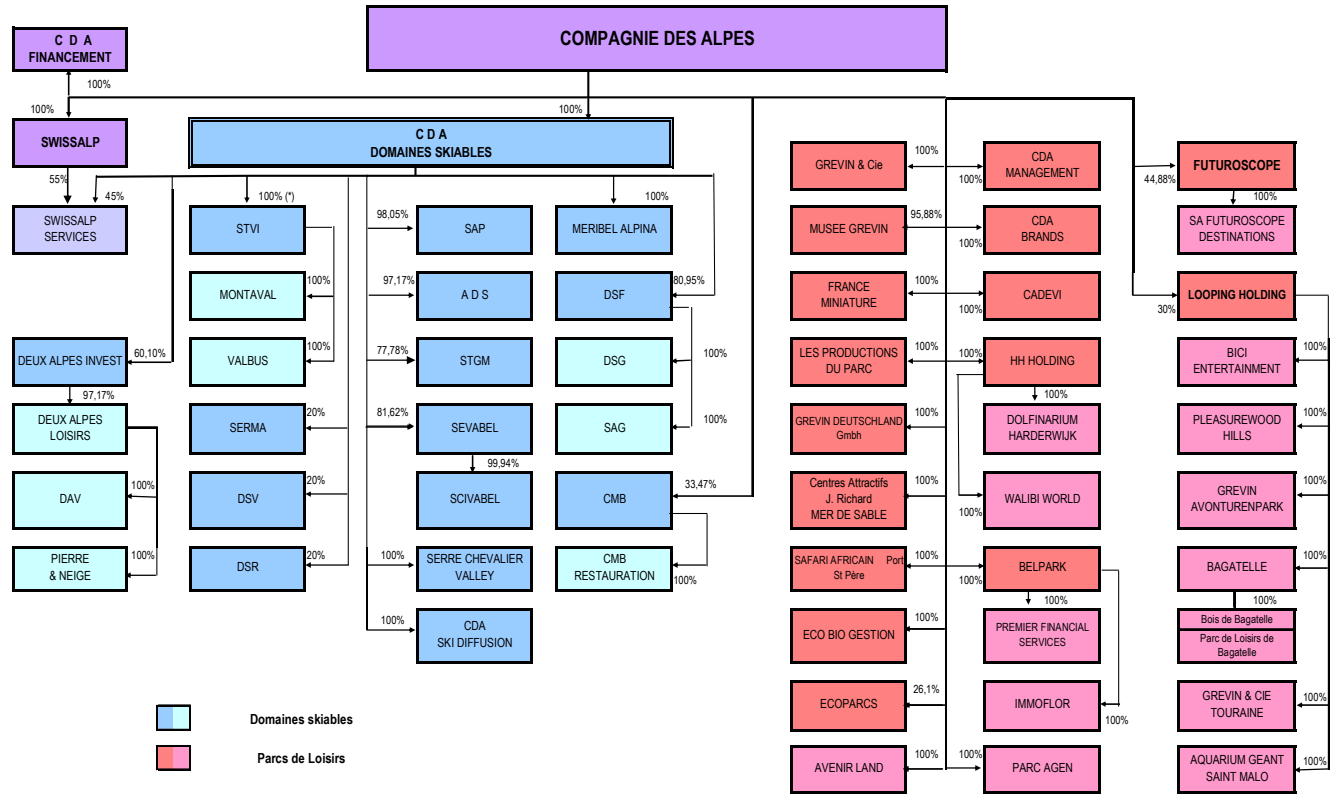 COMPAGNIE DES ALPES
C D A
FINANCEMENT
100%
100%
100%
SWISSALP
C D A
DOMAINES SKIABLES
55%
45%
100% (*)
100%
SWISSALP
SERVICES
STVI
98,05%
SAP
MERIBEL ALPINA
MONTAVAL
100%
97,17%
A D S
DSF
80,95%
DEUX ALPES INVEST
60,10%
VALBUS
100%
77,78%
STGM
DSG
100%
97,17%
DEUX ALPES
LOISIRS
SERMA
20%
81,62%
SEVABEL
SAG
100%
99,94%
DAV
100%
DSV
20%
SCIVABEL
CMB
33,47%
PIERRE
& NEIGE
100%
DSR
20%
100%
SERRE CHEVALIER
VALLEY
CMB
RESTAURATION
100%
100%
CDA
SKI DIFFUSION
GREVIN & Cie
100%
100%
CDA
MANAGEMENT
44,88%
FUTUROSCOPE
100%
MUSEE GREVIN
95,88%
100%
CDA
BRANDS
SA FUTUROSCOPE
DESTINATIONS
FRANCE
MINIATURE
100%
100%
CADEVI
30%
LOOPING HOLDING
LES PRODUCTIONS
DU PARC
100%
100%
HH HOLDING
BICI
ENTERTAINMENT
100%
100%
GREVIN DEUTSCHLAND
Gmbh
100%
DOLFINARIUM
HARDERWIJK
PLEASUREWOOD
HILLS
100%
Centres Attractifs
J. Richard
MER DE SABLE
100%
100%
WALIBI WORLD
GREVIN
AVONTURENPARK
100%
SAFARI AFRICAIN Port
St Père
100%
100%
BELPARK
BAGATELLE
100%
100%
100%
ECO BIO GESTION
100%
PREMIER FINANCIAL
SERVICES
Bois de Bagatelle
Parc de Loisirs de
Bagatelle
ECOPARCS
26,1%
IMMOFLOR
100%
GREVIN & CIE
TOURAINE
100%
AVENIR LAND
100%
100%
PARC AGEN
AQUARIUM GEANT
SAINT MALO
100%
Domaines skiables
Parcs de Loisirs